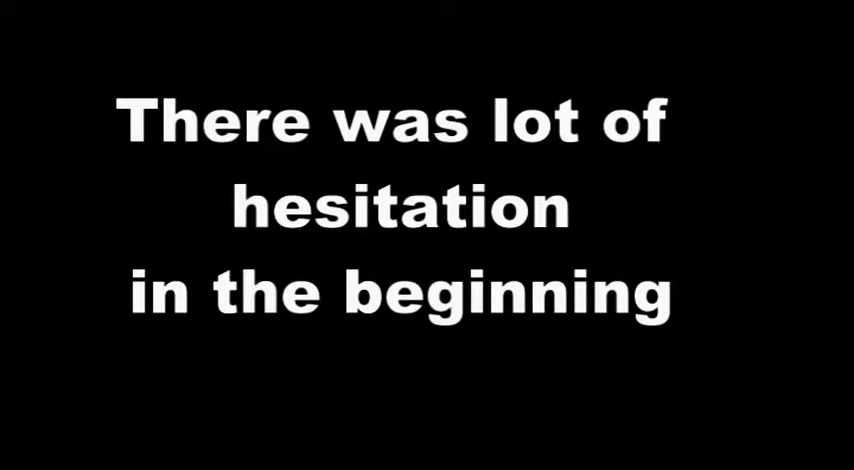 There was lot of
hesitation
in the beginning